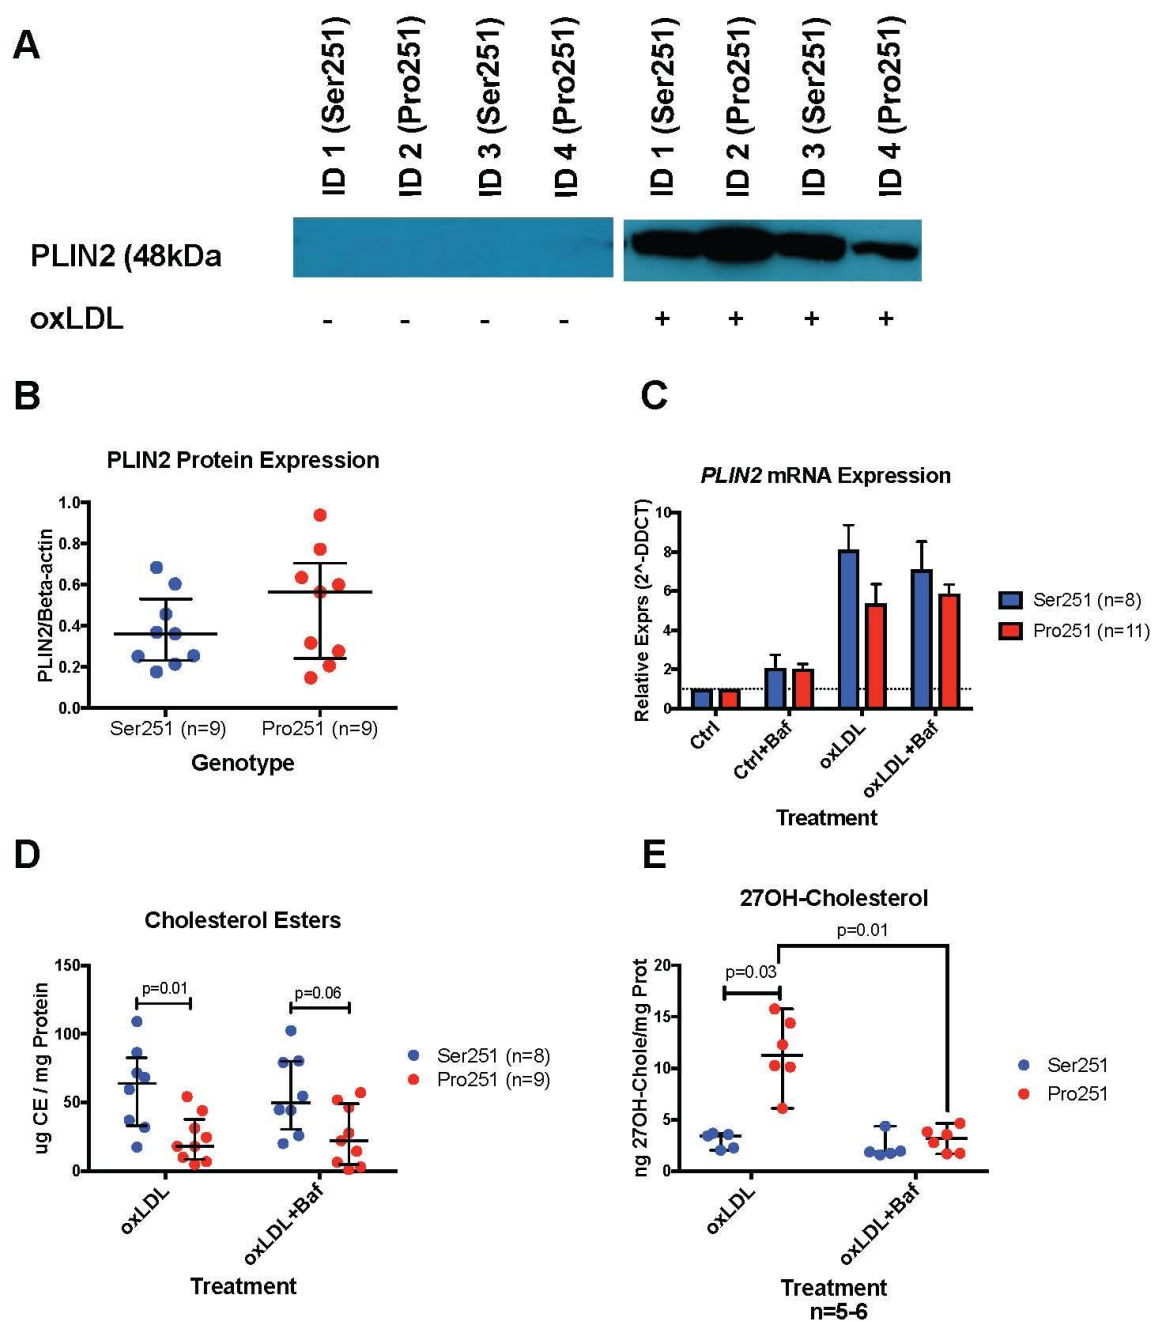 A
ID 1 (Ser251)
ID 2 (Pro251)
ID 3 (Ser251)
ID 4 (Pro251)
ID 1 (Ser251)
ID 2 (Pro251)
ID 3 (Ser251)
ID 4 (Pro251)
PLIN2 (48kDa
oxLDL - - - - + + + +
B
PLIN2 Protein Expression
PLIN2/Beta-actin
1.0
0.8
0.6
0.4
0.2
0.0
Ser251 (n=9) Pro251 (n=9)
Genotype
C
PLIN2 mRNA Expression
Relative Exprs (2^-DDCT)
10
8
6
4
2
0
Ctrl
Ctrl+Baf
oxLDL
oxLDL+Baf
Treatment
Ser251 (n=8)
Pro251 (n=11)
D
Cholesterol Esters
ug CE / mg Protein
150
100
50
0
p=0.01
p=0.06
oxLDL
oxLDL+Baf
Treatment
Ser251 (n=8)
Pro251 (n=9)
E
27OH-Cholesterol
ng 27OH-Chole/mg Prot
20
15
10
5
0
p=0.01
p=0.03
oxLDL
oxLDL+Baf
Treatment
n=5-6
Ser251
Pro251